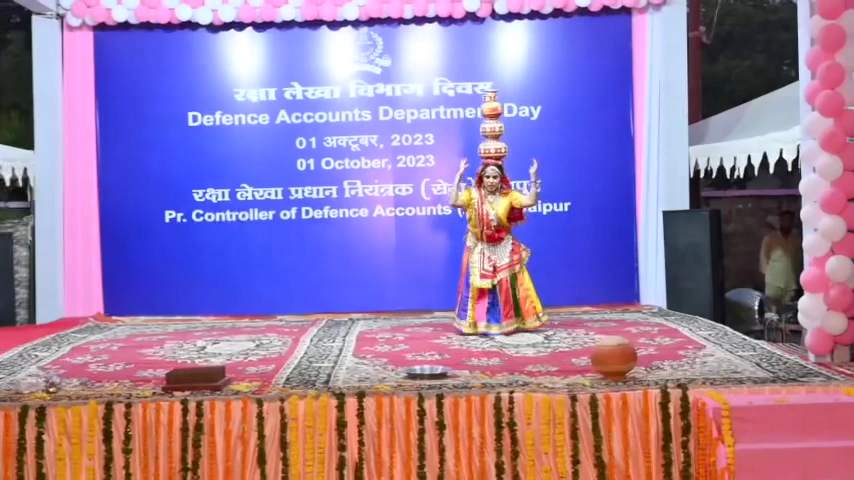 रक्षा लेखा विभाग दिवस
Defence Accounts Department Day
01 अक्टूबर, 2023
01 October, 2023
रक्षा लेखा प्रधान नियंत्रक
Pr. Controller of Defence Accounts